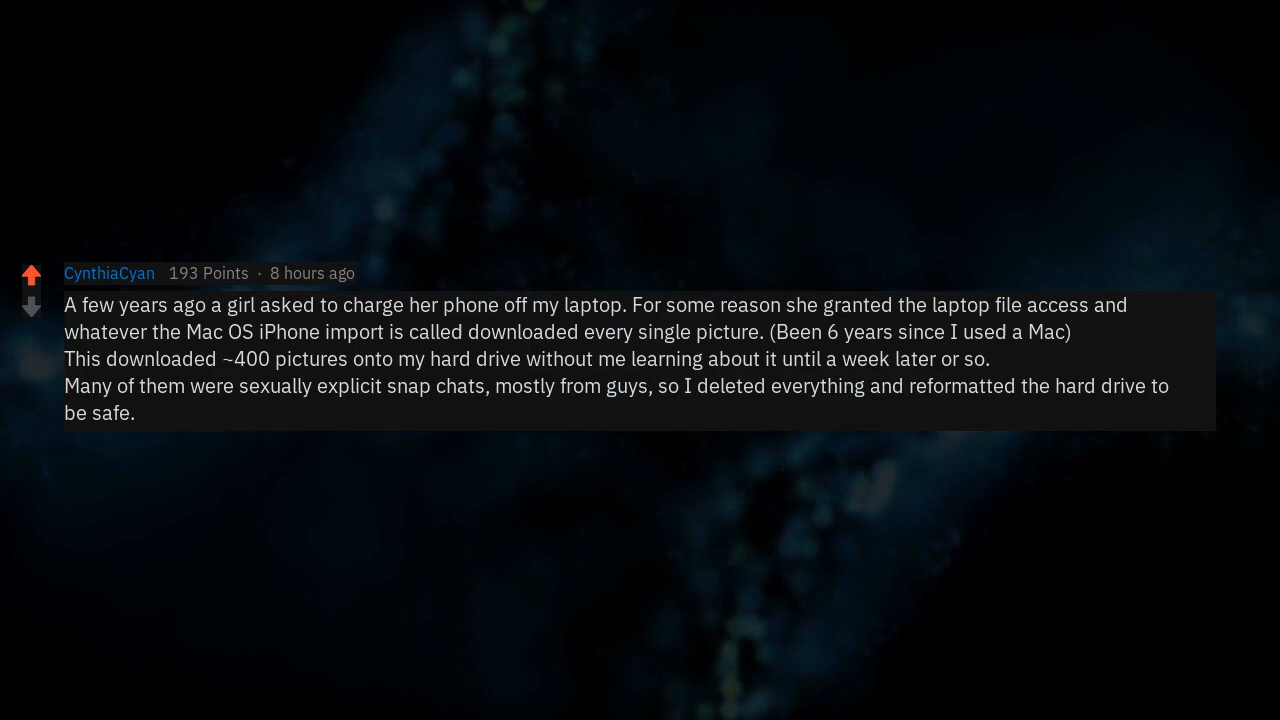 CynthiaCyan 193 Points · 8 hours ago
A few years ago a girl asked to charge her phone off my laptop. For some reason she granted the laptop file access and
whatever the Mac OS iPhone import is called downloaded every single picture. (Been 6 years since I used a Mac)
This downloaded ~400 pictures onto my hard drive without me learning about it until a week later or so.
Many of them were sexually explicit snap chats, mostly from guys, so I deleted everything and reformatted the hard drive to
be safe.